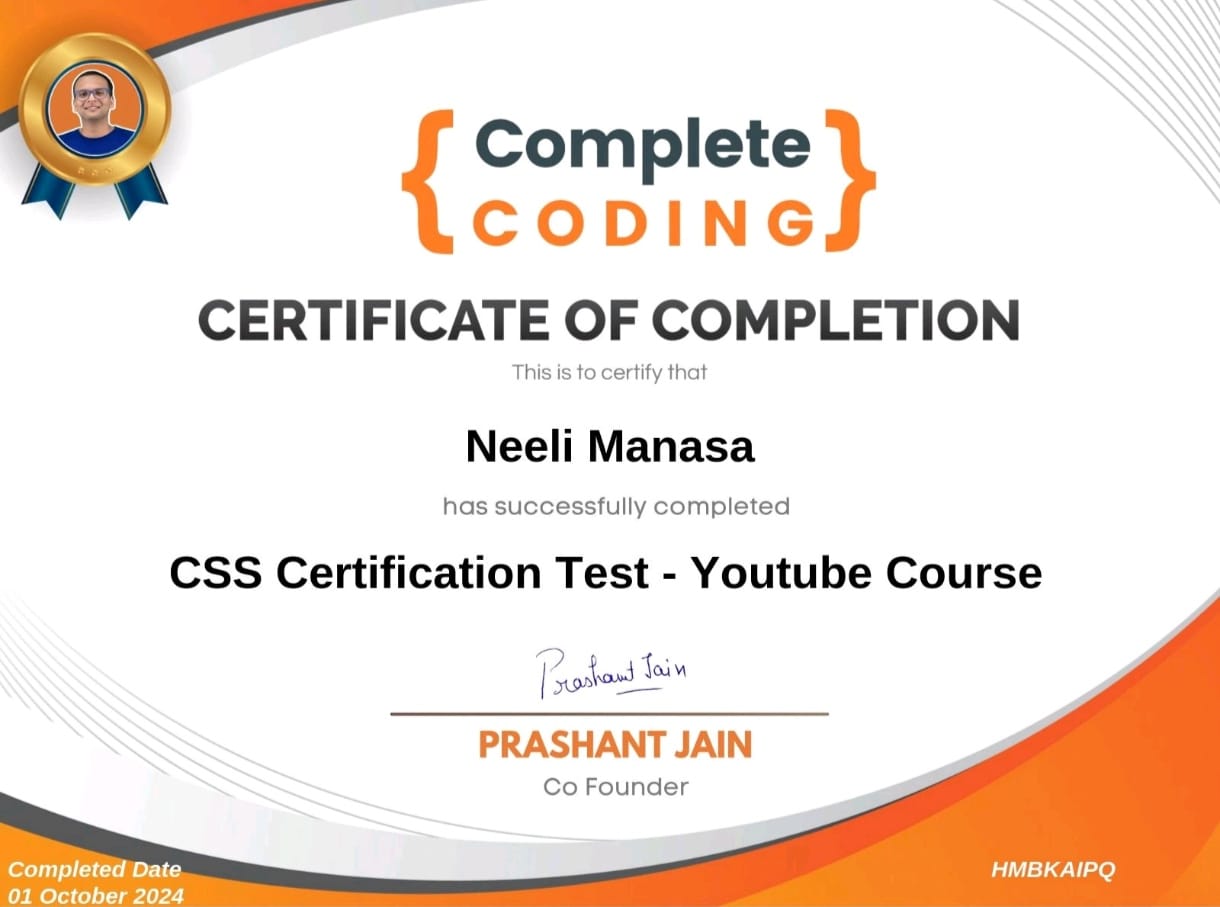 { Complete
CODING }
CERTIFICATE OF COMPLETION
This is to certify that
Neeli Manasa
has successfully completed
CSS Certification Test - Youtube Course
Prashant Jain
PRASHANT JAIN
Co Founder
Completed Date
01 October 2024
HMBKAIPQ